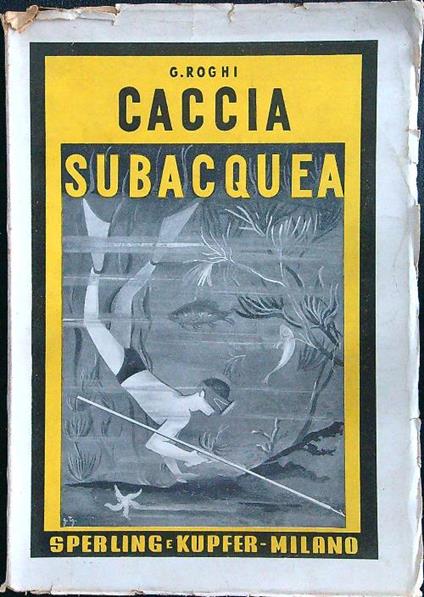 G. ROGHI
CACCIA
SUBACQUEA
SPERLING E KUPFER - MILANO